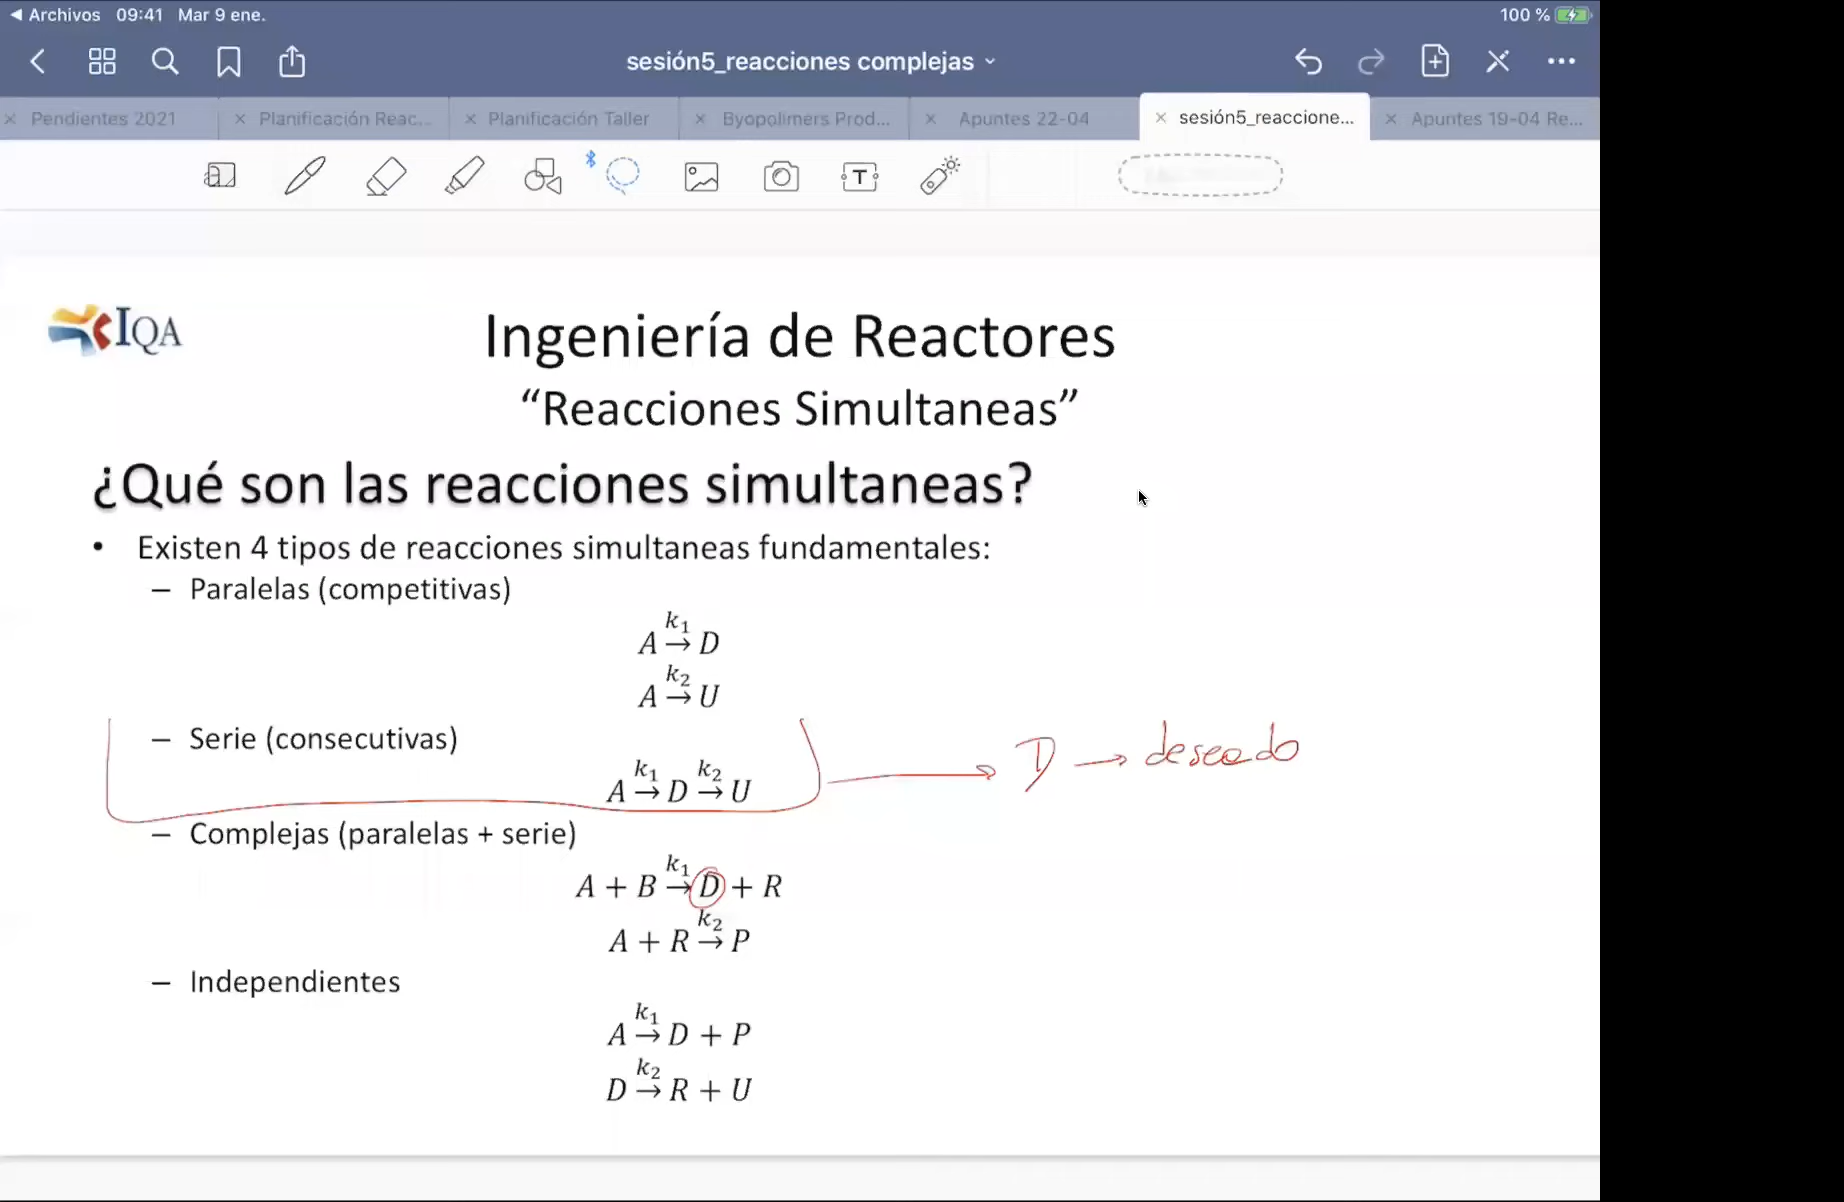 Archivos 09:41 Mar 9 ene. 100 %
sesión5_reacciones complejas
Pendientes 2021 Planificación Reac... Planificación Taller Byopolimers Prod... Apuntes 22-04 sesión5_reaccione... Apuntes 19-04 Re...
IQA
Ingeniería de Reactores
“Reacciones Simultaneas”
¿Qué son las reacciones simultaneas?
• Existen 4 tipos de reacciones simultaneas fundamentales:
– Paralelas (competitivas)
k₁
A → D
k₂
A → U
– Serie (consecutivas)
k₁ k₂
A → D → U
D → deseado
– Complejas (paralelas + serie)
k₁
A + B → D + R
k₂
A + R → P
– Independientes
k₁
A → D + P
k₂
D → R + U